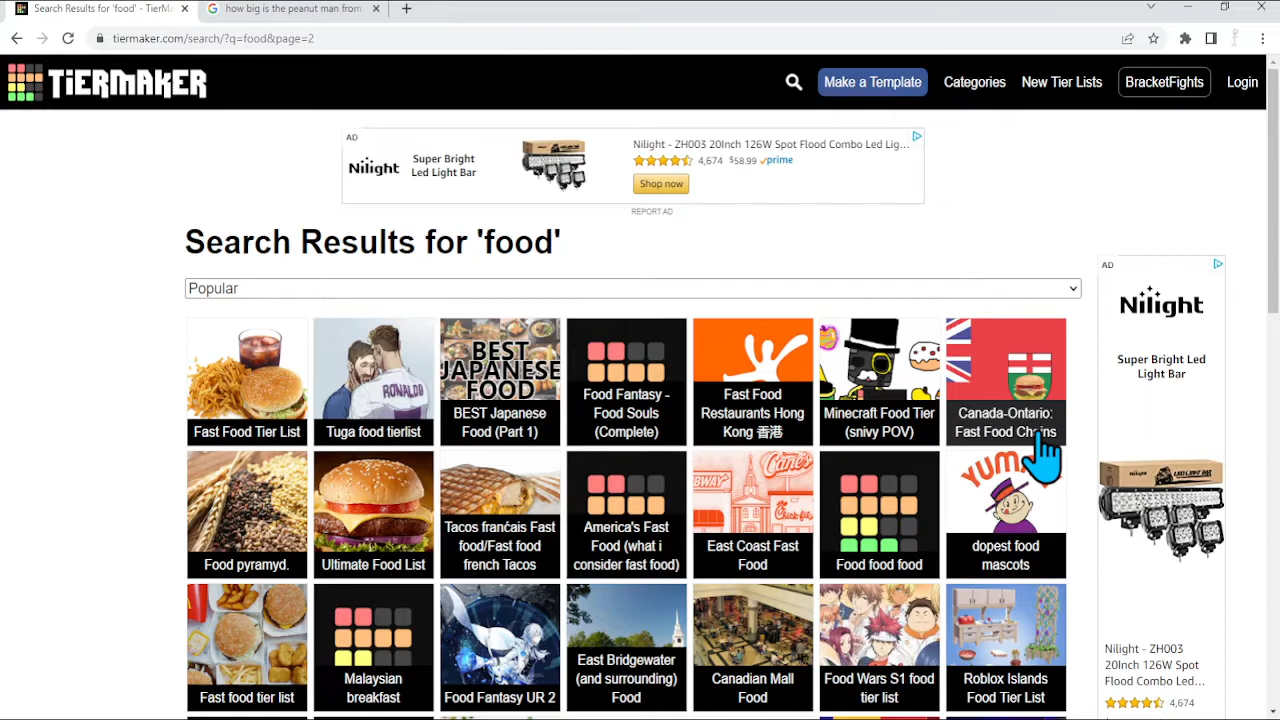 Search Results for 'food' - TierMa
how big is the peanut man from
tiermaker.com/search/?q=food&page=2
TiERMAKER
Make a Template
Categories
New Tier Lists
BracketFights
Login
AD
Nilight
Super Bright
Led Light Bar
Nilight - ZH003 20Inch 126W Spot Flood Combo Led Lig...
4,674 $58.99 prime
Shop now
REPORT AD
Search Results for 'food'
Popular
Fast Food Tier List
RONALDO
Tuga food tierlist
BEST
JAPANESE
FOOD
BEST Japanese
Food (Part 1)
Food Fantasy -
Food Souls
(Complete)
Fast Food
Restaurants Hong
Kong 香港
Minecraft Food Tier
(snivy POV)
Canada-Ontario:
Fast Food Chains
Food pyramyd.
Ultimate Food List
Tacos français Fast
food/Fast food
french Tacos
America's Fast
Food (what i
consider fast food)
SUBWAY
Cane's
Chick-fil
East Coast Fast
Food
Food food food
YUM
dopest food
mascots
Fast food tier list
Malaysian
breakfast
Food Fantasy UR 2
East Bridgewater
(and surrounding)
Food
Canadian Mall
Food
Food Wars S1 food
tier list
Roblox Islands
Food Tier List
AD
Nilight
Super Bright Led
Light Bar
Nilight - ZH003
20Inch 126W Spot
Flood Combo Led...
4,674